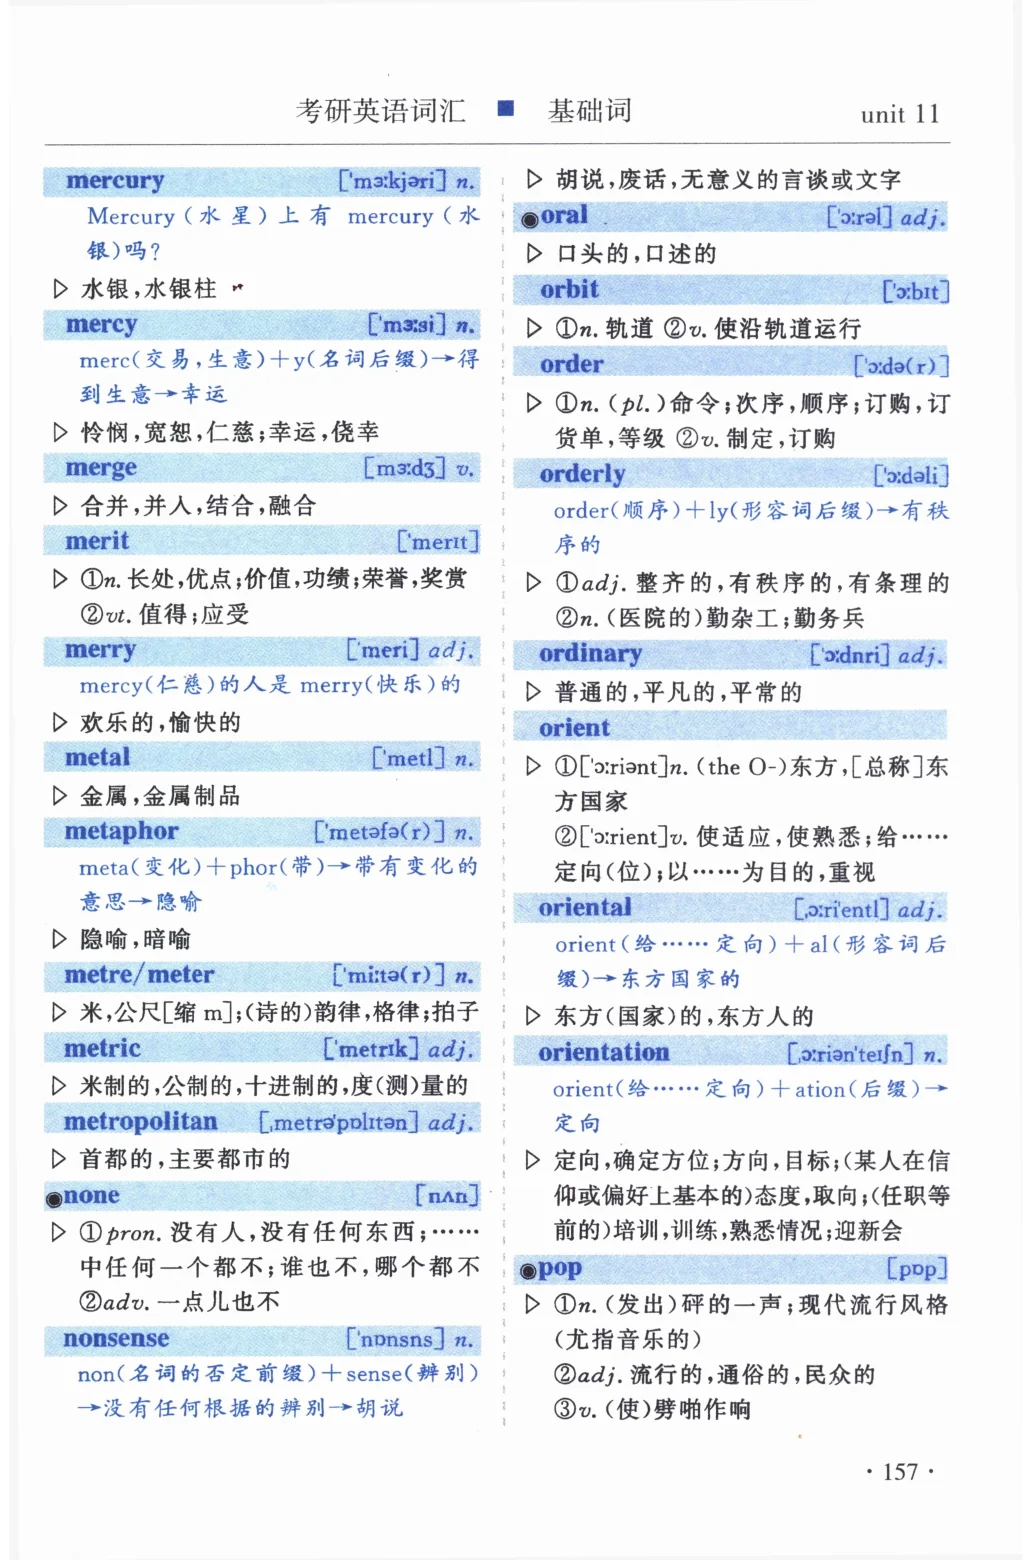 考研英语词汇 ■ 基础词 unit 11
mercury ['mɜːkjəri] n.
Mercury（水星）上有 mercury（水
银）吗？
▷ 水银，水银柱
mercy ['mɜːsi] n.
merc(交易，生意)＋y(名词后缀)→得
到生意→幸运
▷ 怜悯，宽恕，仁慈；幸运，侥幸
merge [mɜːdʒ] v.
▷ 合并，并入，结合，融合
merit ['merɪt]
▷ ①n. 长处，优点；价值，功绩；荣誉，奖赏
②vt. 值得；应受
merry ['meri] adj.
mercy(仁慈)的人是 merry(快乐)的
▷ 欢乐的，愉快的
metal ['metl] n.
▷ 金属，金属制品
metaphor ['metəfə(r)] n.
meta(变化)＋phor(带)→带有变化的
意思→隐喻
▷ 隐喻，暗喻
metre/meter ['miːtə(r)] n.
▷ 米，公尺[缩 m]；(诗的)韵律，格律；拍子
metric ['metrɪk] adj.
▷ 米制的，公制的，十进制的，度(测)量的
metropolitan [ˌmetrə'pɒlɪtən] adj.
▷ 首都的，主要都市的
◉none [nʌn]
▷ ①pron. 没有人，没有任何东西；……
中任何一个都不；谁也不，哪个都不
②adv. 一点儿也不
nonsense ['nɒnsns] n.
non(名词的否定前缀)＋sense(辨别)
→没有任何根据的辨别→胡说
▷ 胡说，废话，无意义的言谈或文字
◉oral ['ɔːrəl] adj.
▷ 口头的，口述的
orbit ['ɔːbɪt]
▷ ①n. 轨道 ②v. 使沿轨道运行
order ['ɔːdə(r)]
▷ ①n. (pl.)命令；次序，顺序；订购，订
货单，等级 ②v. 制定，订购
orderly ['ɔːdəli]
order(顺序)＋ly(形容词后缀)→有秩
序的
▷ ①adj. 整齐的，有秩序的，有条理的
②n. (医院的)勤杂工；勤务兵
ordinary ['ɔːdnri] adj.
▷ 普通的，平凡的，平常的
orient
▷ ①['ɔːriənt]n. (the O-)东方，[总称]东
方国家
②['ɔːrient]v. 使适应，使熟悉；给……
定向(位)；以……为目的，重视
oriental [ˌɔːri'entl] adj.
orient(给……定向)＋al(形容词后
缀)→东方国家的
▷ 东方(国家)的，东方人的
orientation [ˌɔːriən'teɪʃn] n.
orient(给……定向)＋ation(后缀)→
定向
▷ 定向，确定方位；方向，目标；(某人在信
仰或偏好上基本的)态度，取向；(任职等
前的)培训，训练，熟悉情况；迎新会
◉pop [pɒp]
▷ ①n. (发出)砰的一声；现代流行风格
(尤指音乐的)
②adj. 流行的，通俗的，民众的
③v. (使)劈啪作响
· 157 ·